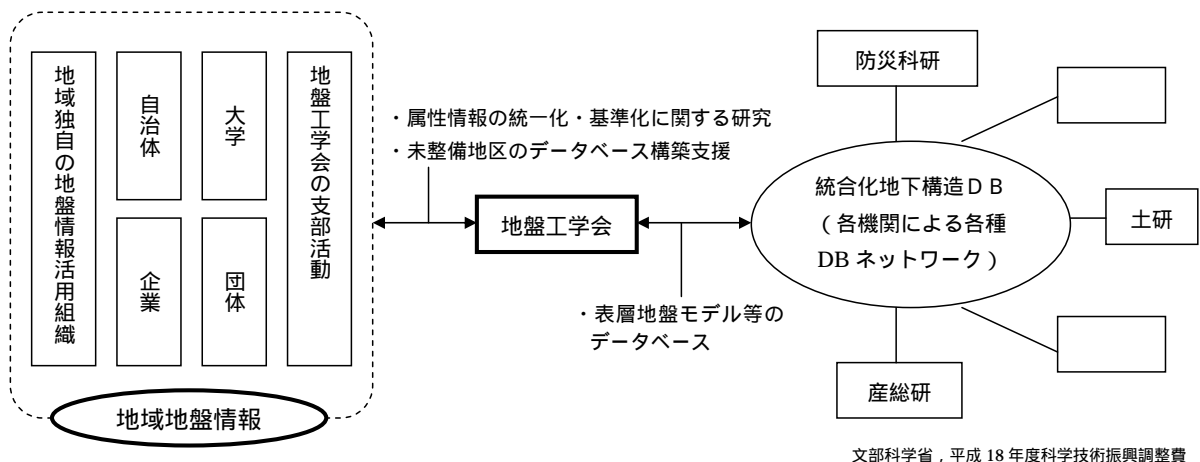 地域独自の地盤情報活用組織
自治体
大学
企業
団体
地盤工学会の支部活動
地域地盤情報
・属性情報の統一化・基準化に関する研究
・未整備地区のデータベース構築支援
地盤工学会
・表層地盤モデル等の
データベース
防災科研
統合化地下構造ＤＢ
（各機関による各種
DB ネットワーク）
土研
産総研
文部科学省，平成 18 年度科学技術振興調整費